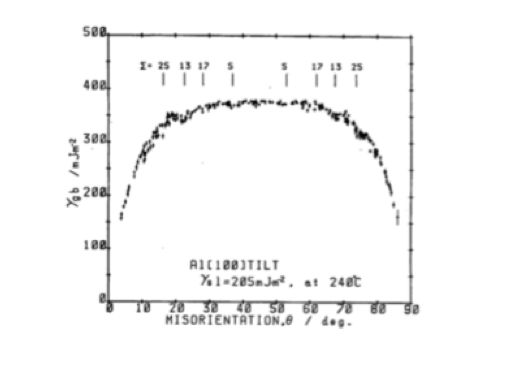 500
Σ= 25 13 17 5 5 17 13 25
400
300
γgb /mJm⁻²
200
100
Al[100]TILT
γsl=205mJm⁻², at 240℃
0
0 10 20 30 40 50 60 70 80 90
MISORIENTATION,θ / deg.